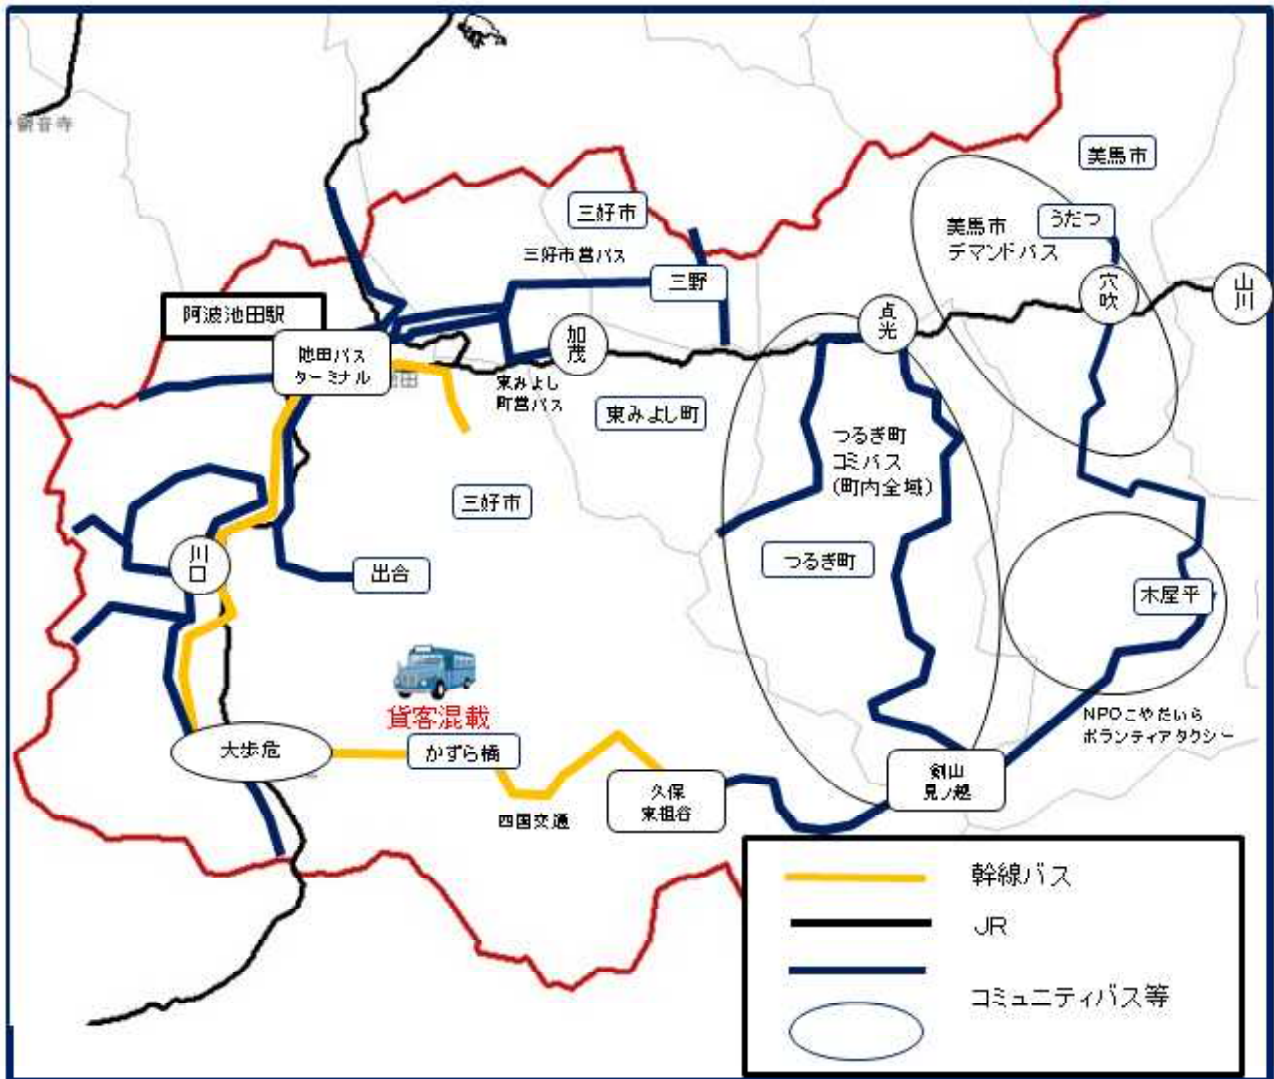 観音寺
美馬市
三好市
うだつ
美馬市
デマンドバス
三好市営バス
三野
穴吹
山川
阿波池田駅
貞光
加茂
池田バス
ターミナル
池田
東みよし
町営バス
東みよし町
つるぎ町
コミバス
(町内全域)
三好市
川口
出合
つるぎ町
木屋平
貨客混載
NPOこやだいら
ボランティアタクシー
大歩危
かずら橋
剣山
見ノ越
久保
東祖谷
四国交通
幹線バス
JR
コミュニティバス等